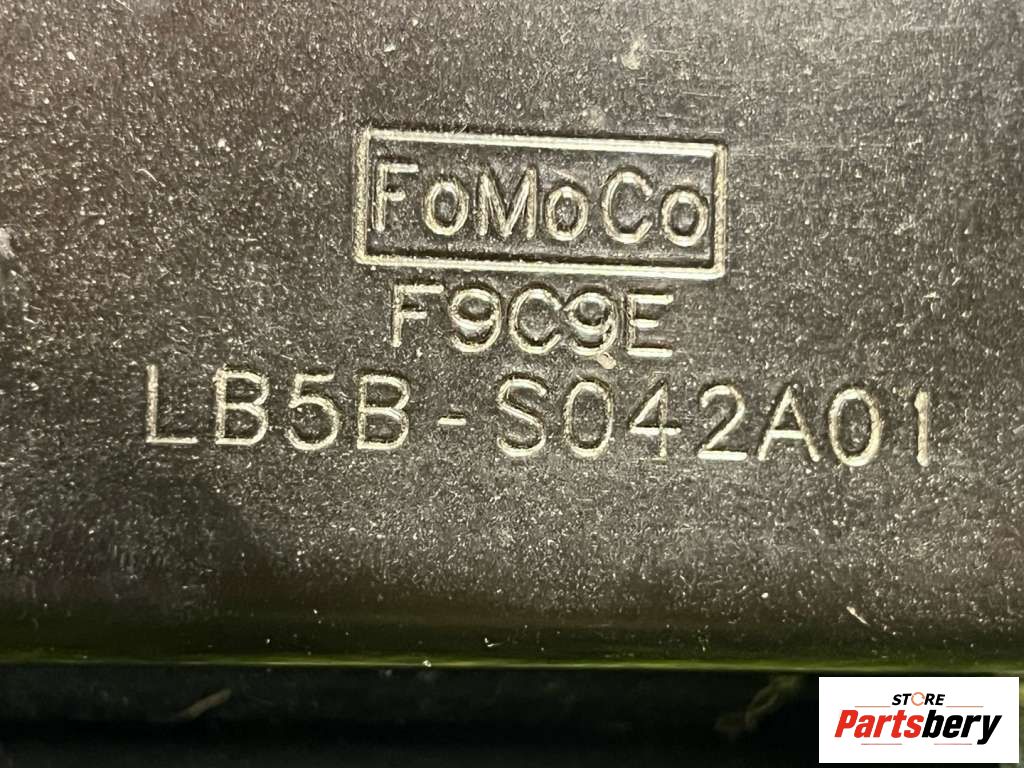 FoMoCo
F9C9E
LB5B-S042A01
STORE
Partsbery